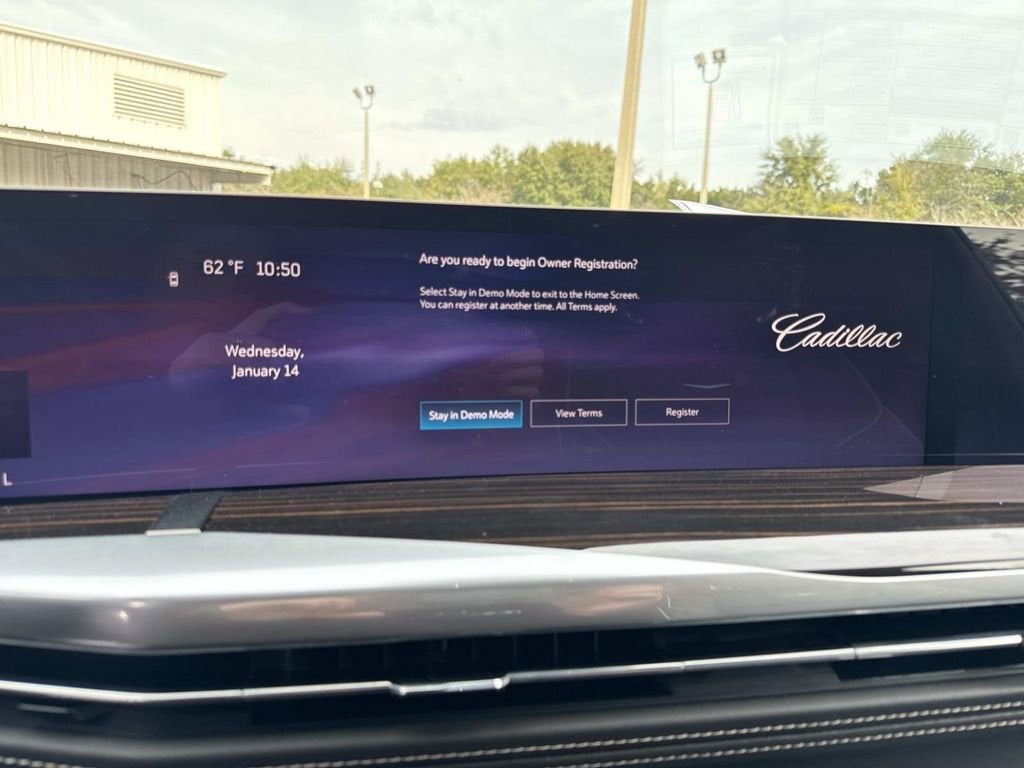 62 °F 10:50
Wednesday,
January 14
Are you ready to begin Owner Registration?
Select Stay in Demo Mode to exit to the Home Screen.
You can register at another time. All Terms apply.
Stay in Demo Mode
View Terms
Register
Cadillac
L